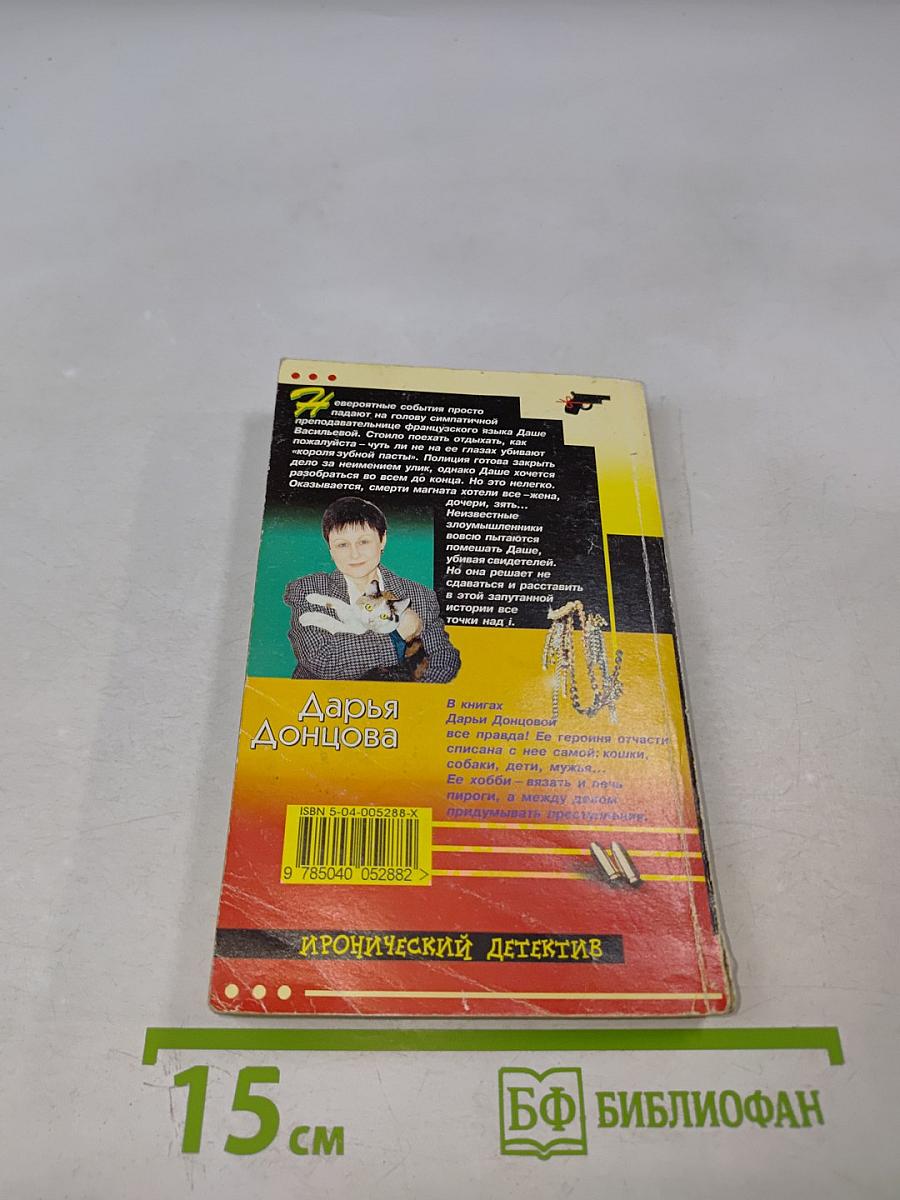 Невероятные события просто
падают на голову симпатичной
преподавательнице французского языка Даше
Васильевой. Стоило поехать отдыхать, как
пожалуйста – чуть ли не на ее глазах убивают
«короля зубной пасты». Полиция готова закрыть
дело за неимением улик, однако Даше хочется
разобраться во всем до конца. Но это нелегко.
Оказывается, смерти магната хотели все – жена,
дочери, зять...
Неизвестные
злоумышленники
вовсю пытаются
помешать Даше,
убивая свидетелей.
Но она решает не
сдаваться и расставить
в этой запутанной
истории все
точки над i.
Дарья
Донцова
В книгах
Дарьи Донцовой
все правда! Ее героиня отчасти
списана с нее самой: кошки,
собаки, дети, мужья...
Ее хобби – вязать и печь
пироги, а между делом
придумывать преступления.
ISBN 5-04-005288-X
9 785040 052882 >
ИРОНИЧЕСКИЙ ДЕТЕКТИВ
15 см
БФ БИБЛИОФАН